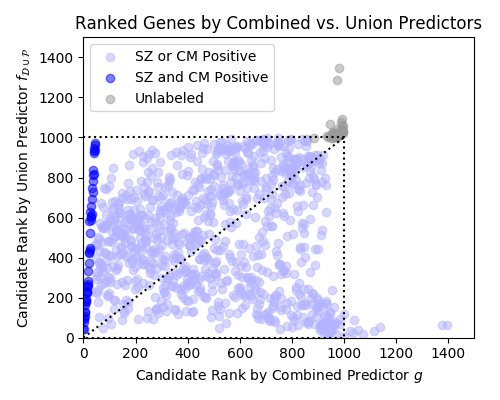 Ranked Genes by Combined vs. Union Predictors
Candidate Rank by Union Predictor f_{𝒟∪𝒫}
1400
1200
1000
800
600
400
200
0
SZ or CM Positive
SZ and CM Positive
Unlabeled
0 200 400 600 800 1000 1200 1400
Candidate Rank by Combined Predictor g